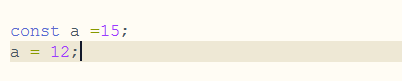 const a =15;
a = 12;